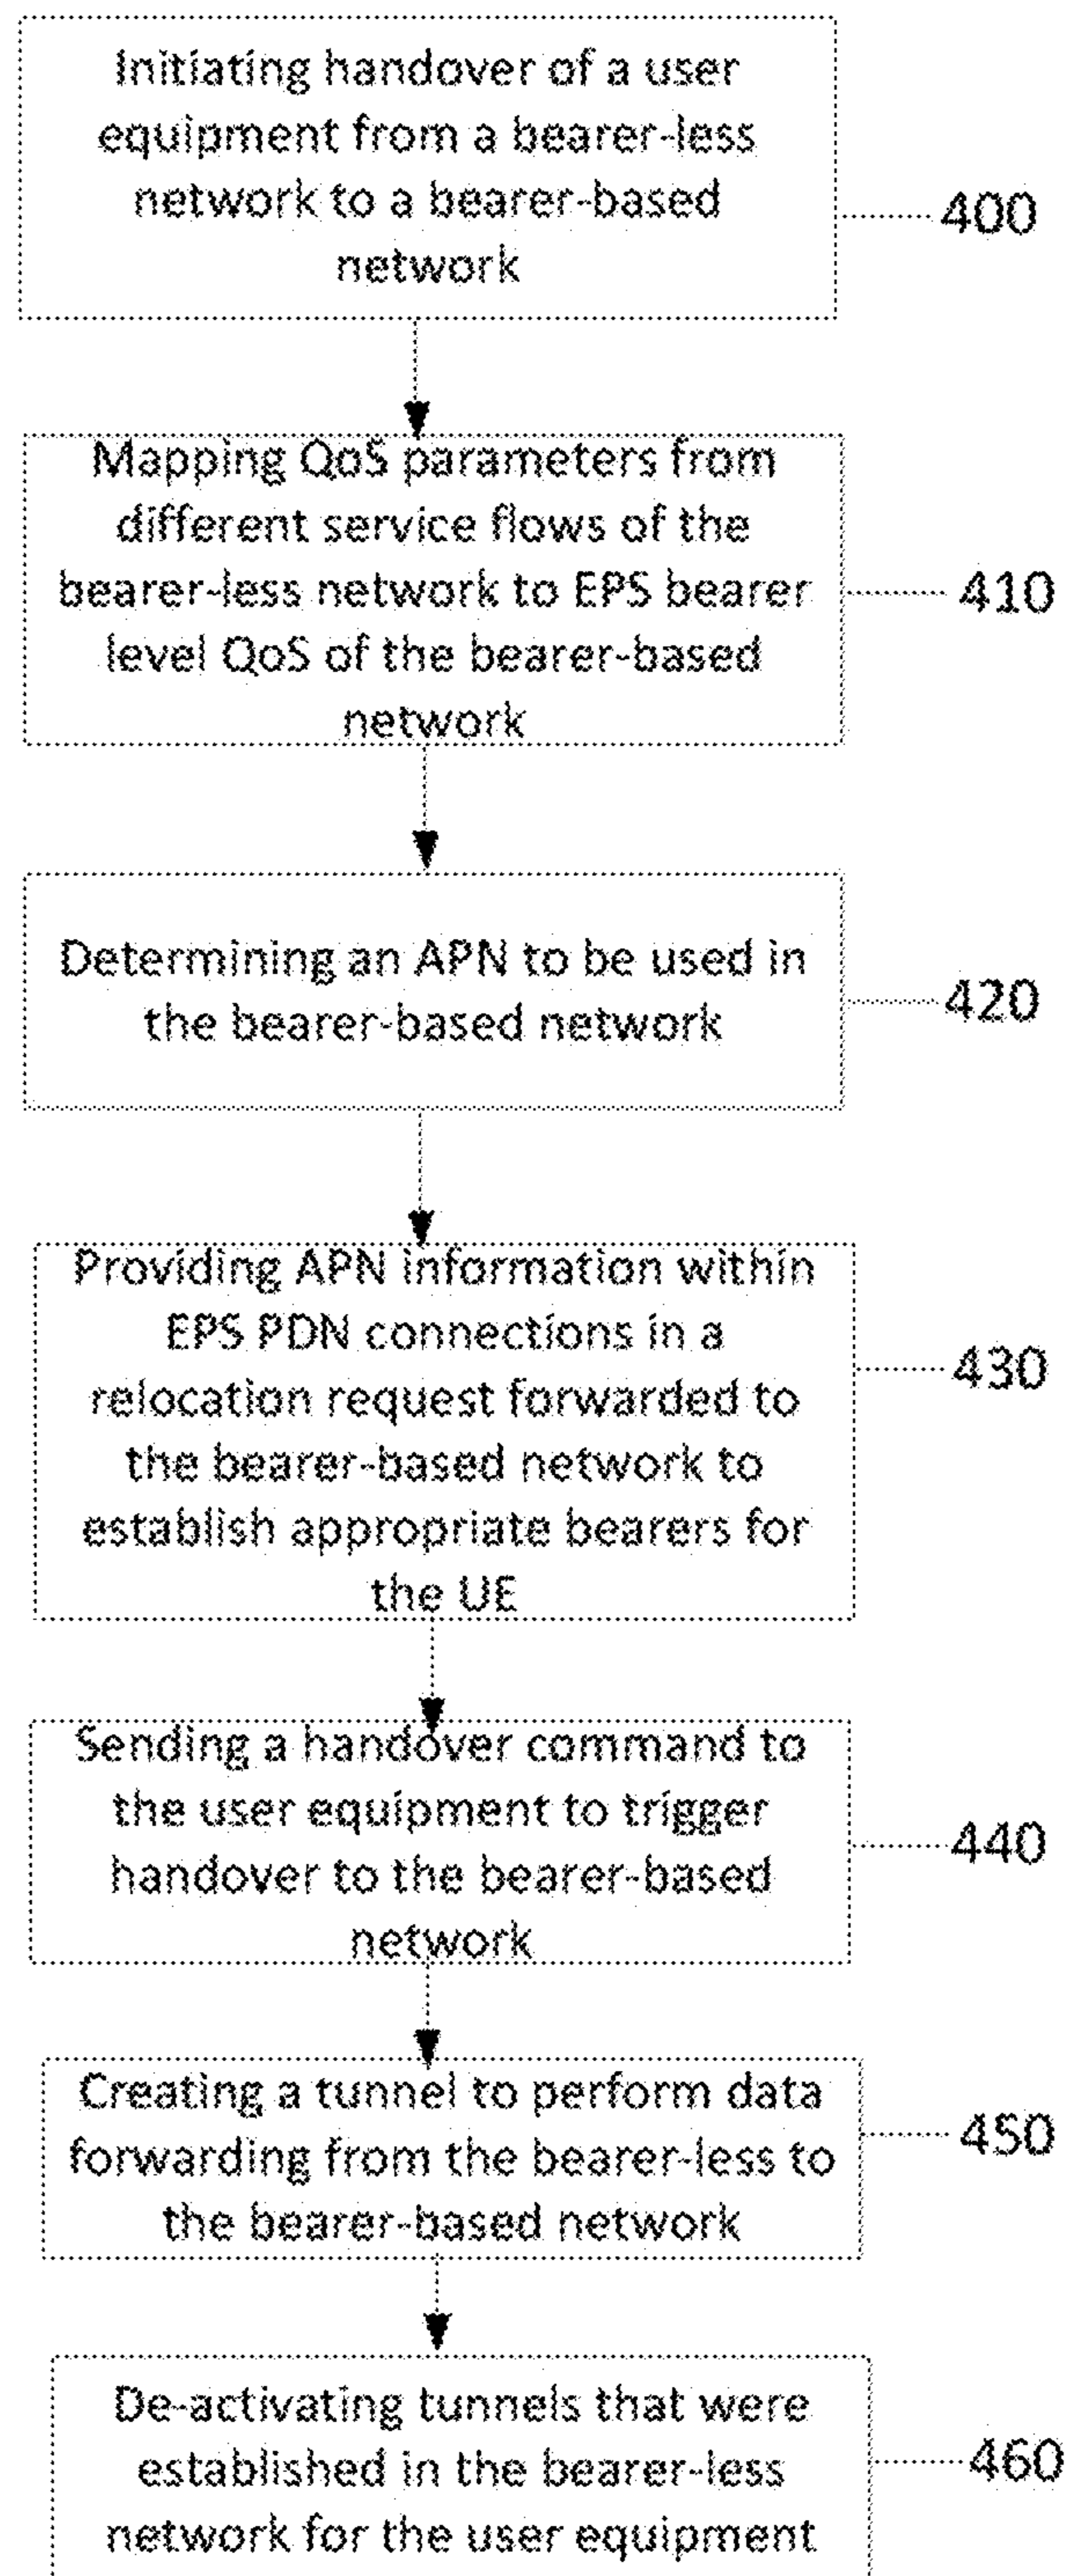 Initiating handover of a user
equipment from a bearer-less
network to a bearer-based
network
400
Mapping QoS parameters from
different service flows of the
bearer-less network to EPS bearer
level QoS of the bearer-based
network
410
Determining an APN to be used in
the bearer-based network
420
Providing APN information within
EPS PDN connections in a
relocation request forwarded to
the bearer-based network to
establish appropriate bearers for
the UE
430
Sending a handover command to
the user equipment to trigger
handover to the bearer-based
network
440
Creating a tunnel to perform data
forwarding from the bearer-less to
the bearer-based network
450
De-activating tunnels that were
established in the bearer-less
network for the user equipment
460